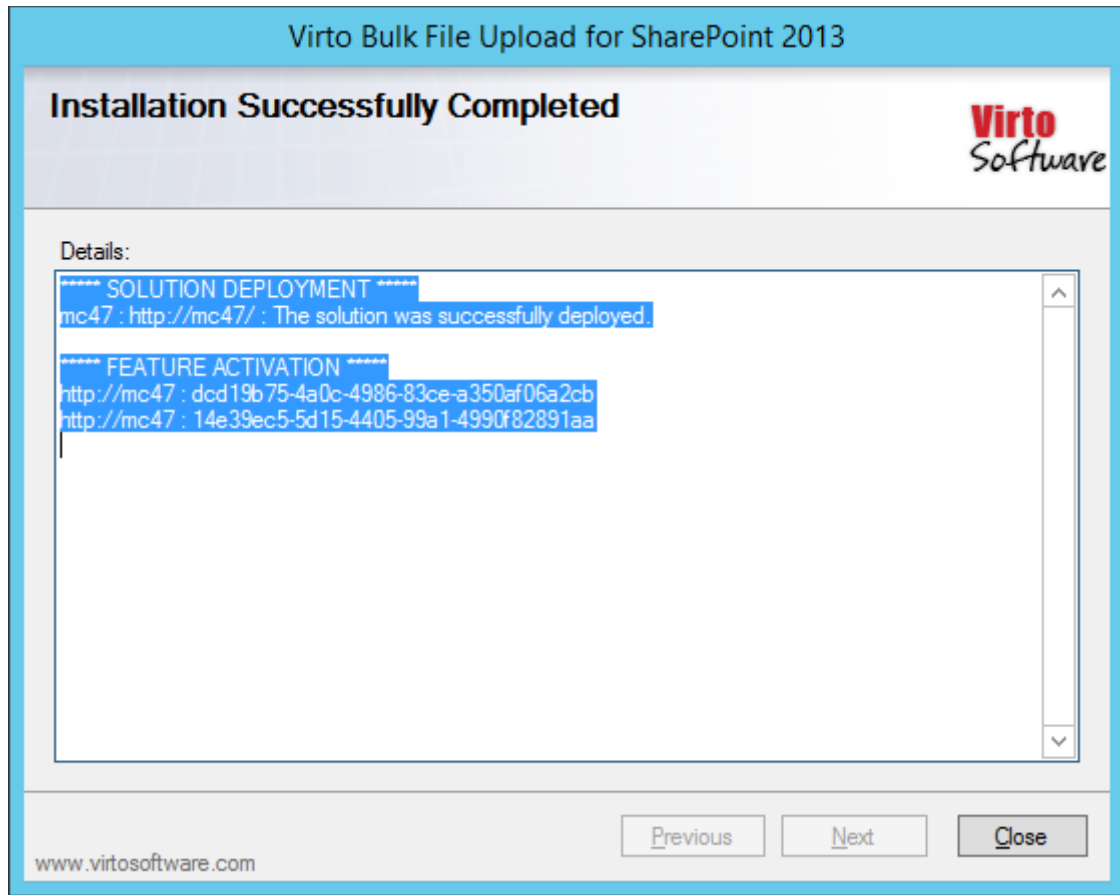 Virto Bulk File Upload for SharePoint 2013
Installation Successfully Completed
Virto
Software
Details:
***** SOLUTION DEPLOYMENT *****
mc47 : http://mc47/ : The solution was successfully deployed.
***** FEATURE ACTIVATION *****
http://mc47 : dcd19b75-4a0c-4986-83ce-a350af06a2cb
http://mc47 : 14e39ec5-5d15-4405-99a1-4990f82891aa
Previous Next Close
www.virtosoftware.com